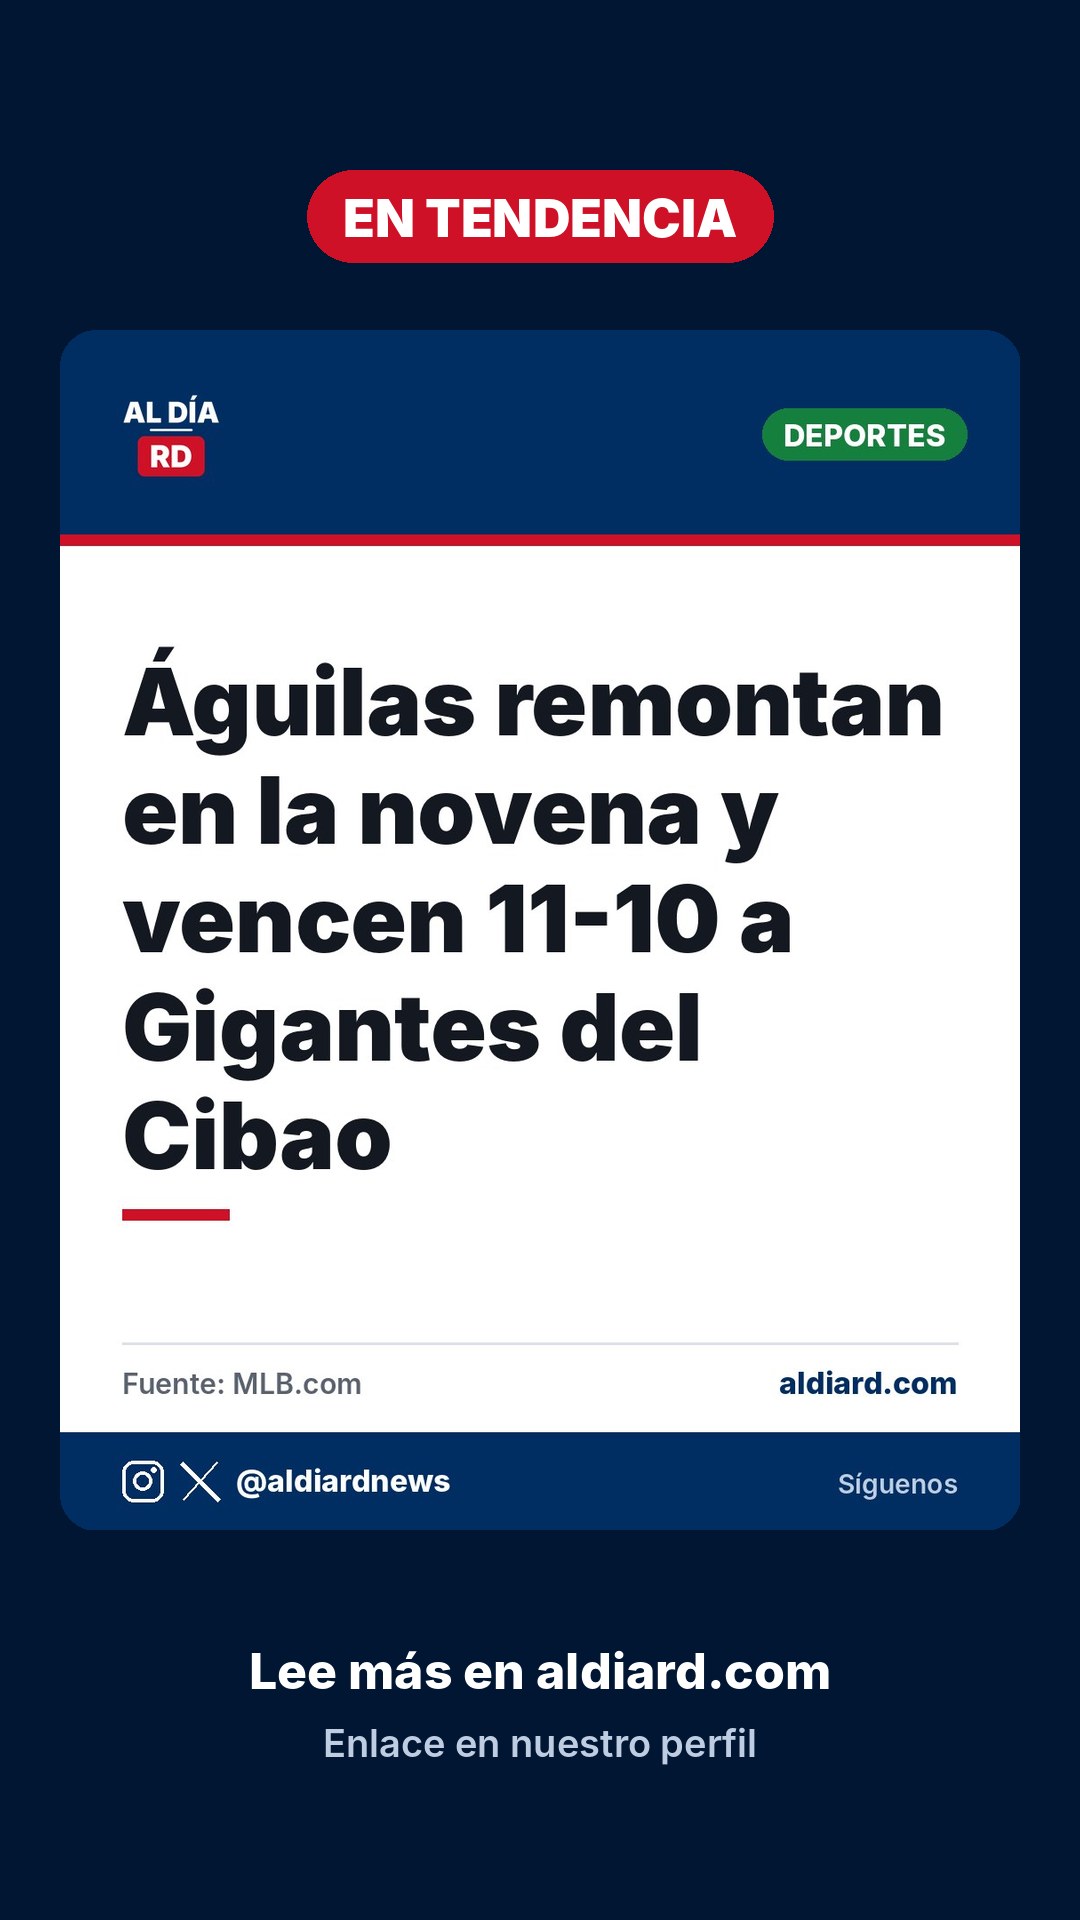 EN TENDENCIA
AL DÍA
RD
DEPORTES
Águilas remontan
en la novena y
vencen 11-10 a
Gigantes del
Cibao
Fuente: MLB.com
aldiard.com
@aldiardnews
Síguenos
Lee más en aldiard.com
Enlace en nuestro perfil